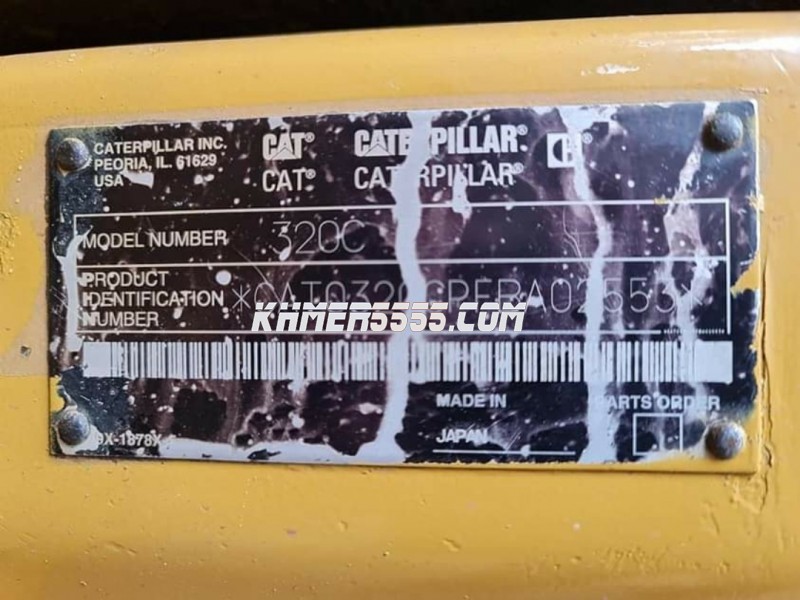 CATERPILLAR INC.
PEORIA, IL. 61629
USA
CAT® CATERPILLAR®
CAT® CATERPILLAR®
MODEL NUMBER 320C
PRODUCT
IDENTIFICATION
NUMBER
KHMER5555.COM
MADE IN
JAPAN
PARTS ORDER
9X-1878X